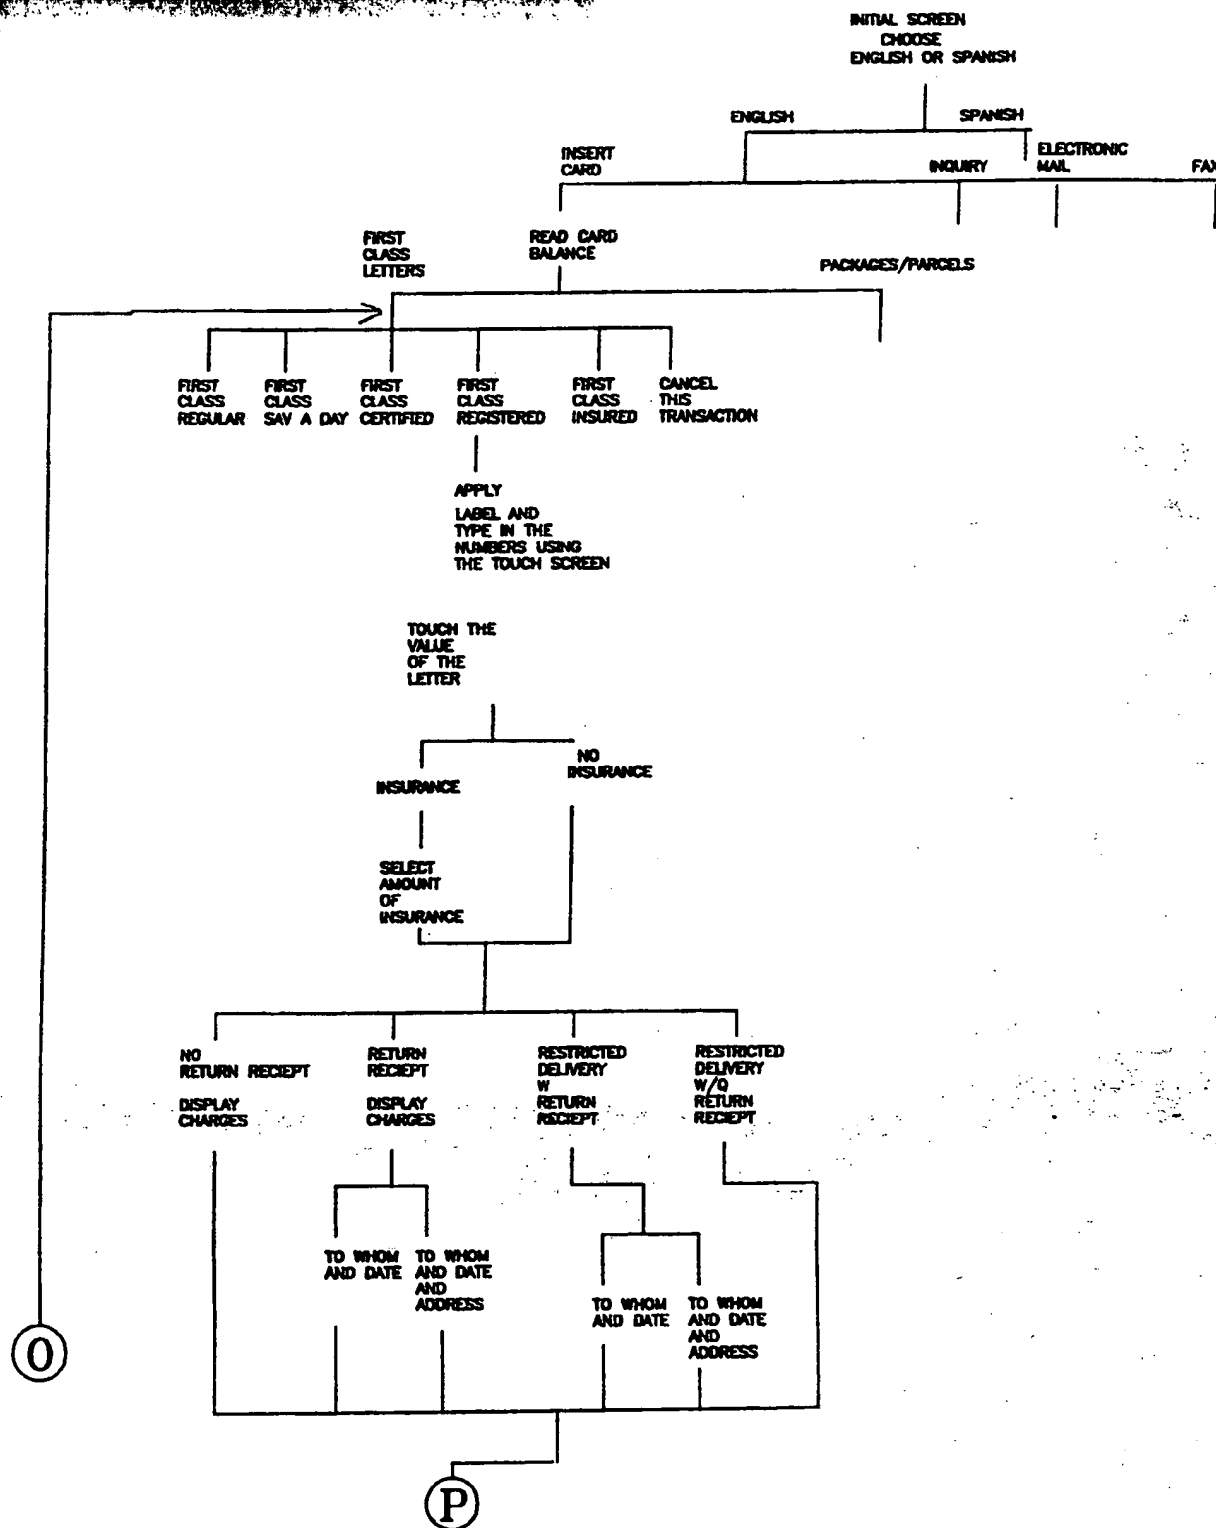 INITIAL SCREEN
CHOOSE
ENGLISH OR SPANISH
ENGLISH
SPANISH
INSERT
CARD
INQUIRY
ELECTRONIC
MAIL
FAX
FIRST
CLASS
LETTERS
READ CARD
BALANCE
PACKAGES/PARCELS
FIRST
CLASS
REGULAR
FIRST
CLASS
SAV A DAY
FIRST
CLASS
CERTIFIED
FIRST
CLASS
REGISTERED
FIRST
CLASS
INSURED
CANCEL
THIS
TRANSACTION
APPLY
LABEL AND
TYPE IN THE
NUMBERS USING
THE TOUCH SCREEN
TOUCH THE
VALUE
OF THE
LETTER
INSURANCE
NO
INSURANCE
SELECT
AMOUNT
OF
INSURANCE
NO
RETURN RECIEPT
DISPLAY
CHARGES
RETURN
RECIEPT
DISPLAY
CHARGES
RESTRICTED
DELIVERY
W
RETURN
RECIEPT
RESTRICTED
DELIVERY
W/O
RETURN
RECIEPT
TO WHOM
AND DATE
TO WHOM
AND DATE
AND
ADDRESS
TO WHOM
AND DATE
TO WHOM
AND DATE
AND
ADDRESS
O
P